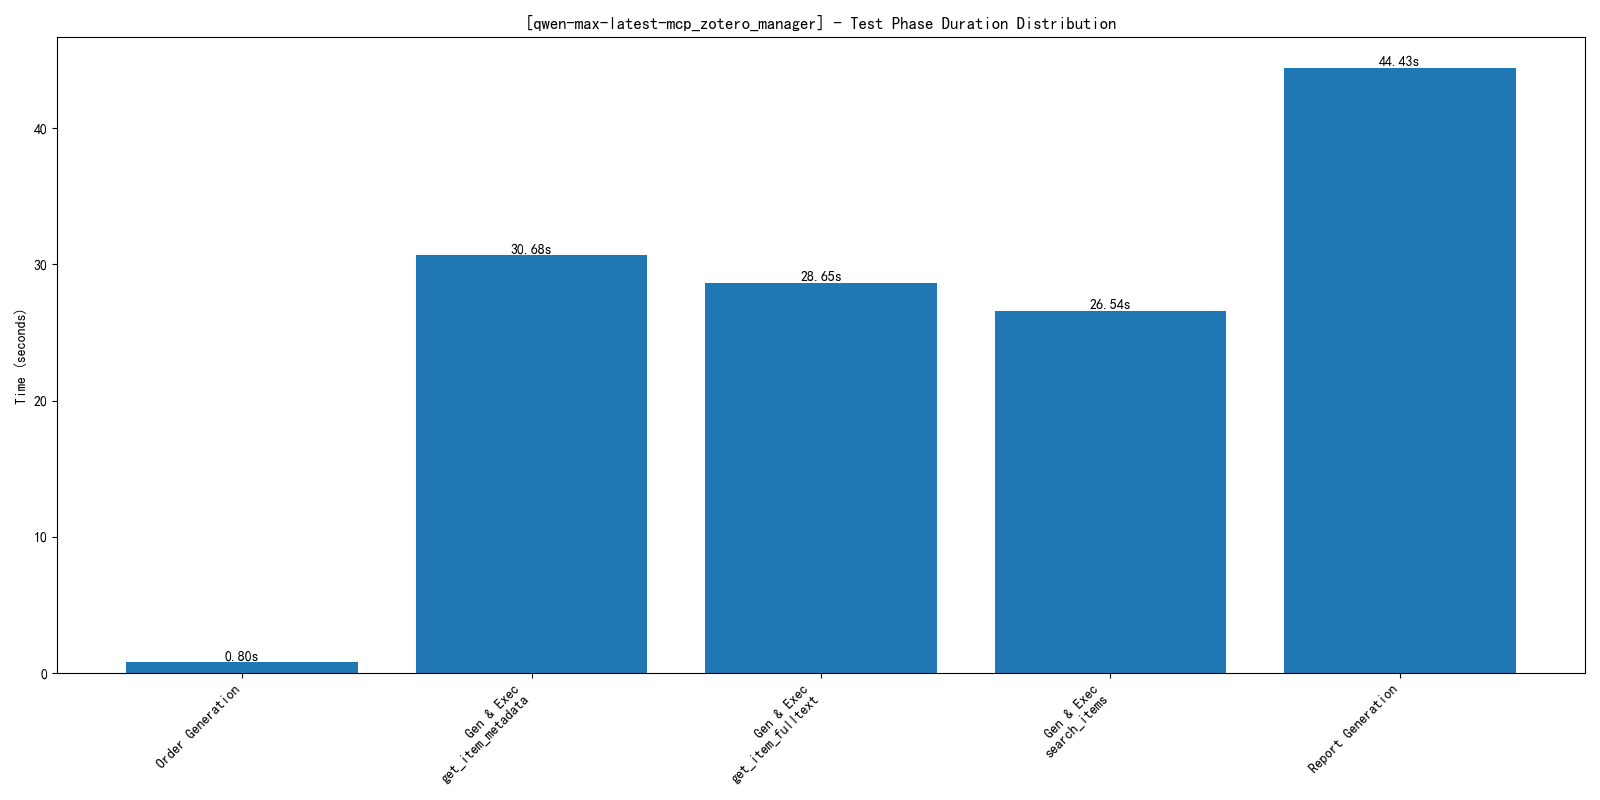 [qwen-max-latest-mcp_zotero_manager] - Test Phase Duration Distribution
Time (seconds)
40
30
20
10
0
0.80s
30.68s
28.65s
26.54s
44.43s
Order Generation
Gen & Exec
get_item_metadata
Gen & Exec
get_item_fulltext
Gen & Exec
search_items
Report Generation